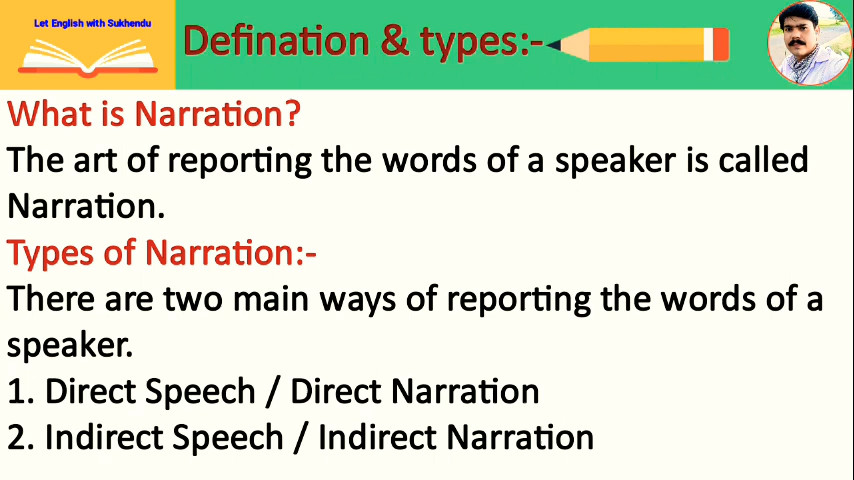 Let English with Sukhendu
Defination & types:-
What is Narration?
The art of reporting the words of a speaker is called
Narration.
Types of Narration:-
There are two main ways of reporting the words of a
speaker.
1. Direct Speech / Direct Narration
2. Indirect Speech / Indirect Narration